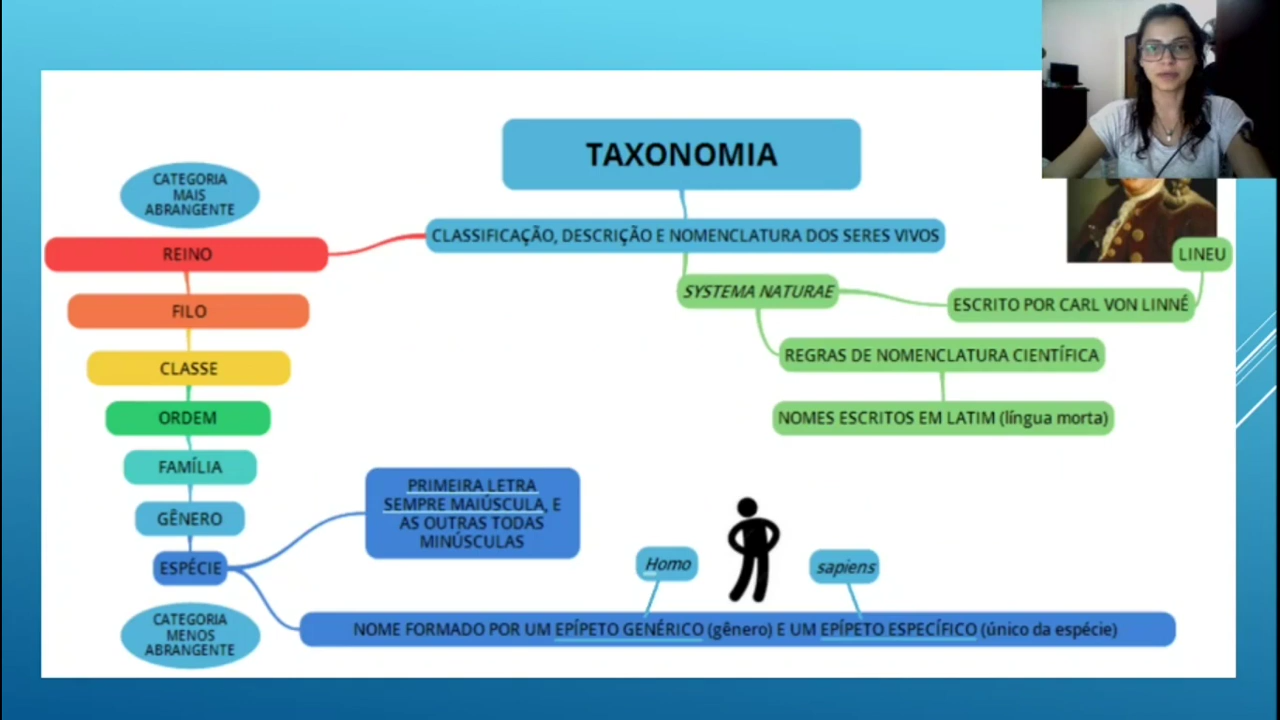 TAXONOMIA
CATEGORIA
MAIS
ABRANGENTE
REINO
CLASSIFICAÇÃO, DESCRIÇÃO E NOMENCLATURA DOS SERES VIVOS
LINEU
SYSTEMA NATURAE
ESCRITO POR CARL VON LINNÉ
FILO
REGRAS DE NOMENCLATURA CIENTÍFICA
CLASSE
NOMES ESCRITOS EM LATIM (língua morta)
ORDEM
FAMÍLIA
GÊNERO
ESPÉCIE
PRIMEIRA LETRA
SEMPRE MAIÚSCULA, E
AS OUTRAS TODAS
MINÚSCULAS
Homo
sapiens
NOME FORMADO POR UM EPÍPETO GENÉRICO (gênero) E UM EPÍPETO ESPECÍFICO (único da espécie)
CATEGORIA
MENOS
ABRANGENTE